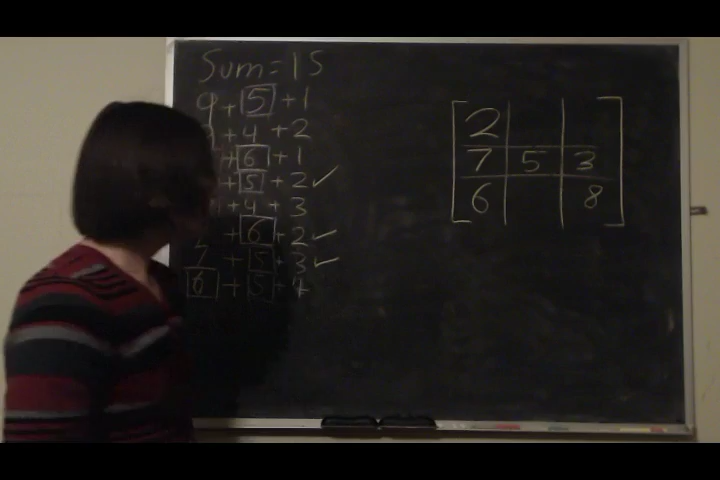 Sum = 15
9 + 5 + 1
+ 4 + 2
+ 6 + 1
+ 5 + 2 ✓
+ 4 + 3
+ 6 + 2 ✓
7 + 5 + 3 ✓
6 + 5 + 4
2
7 5 3
6 8